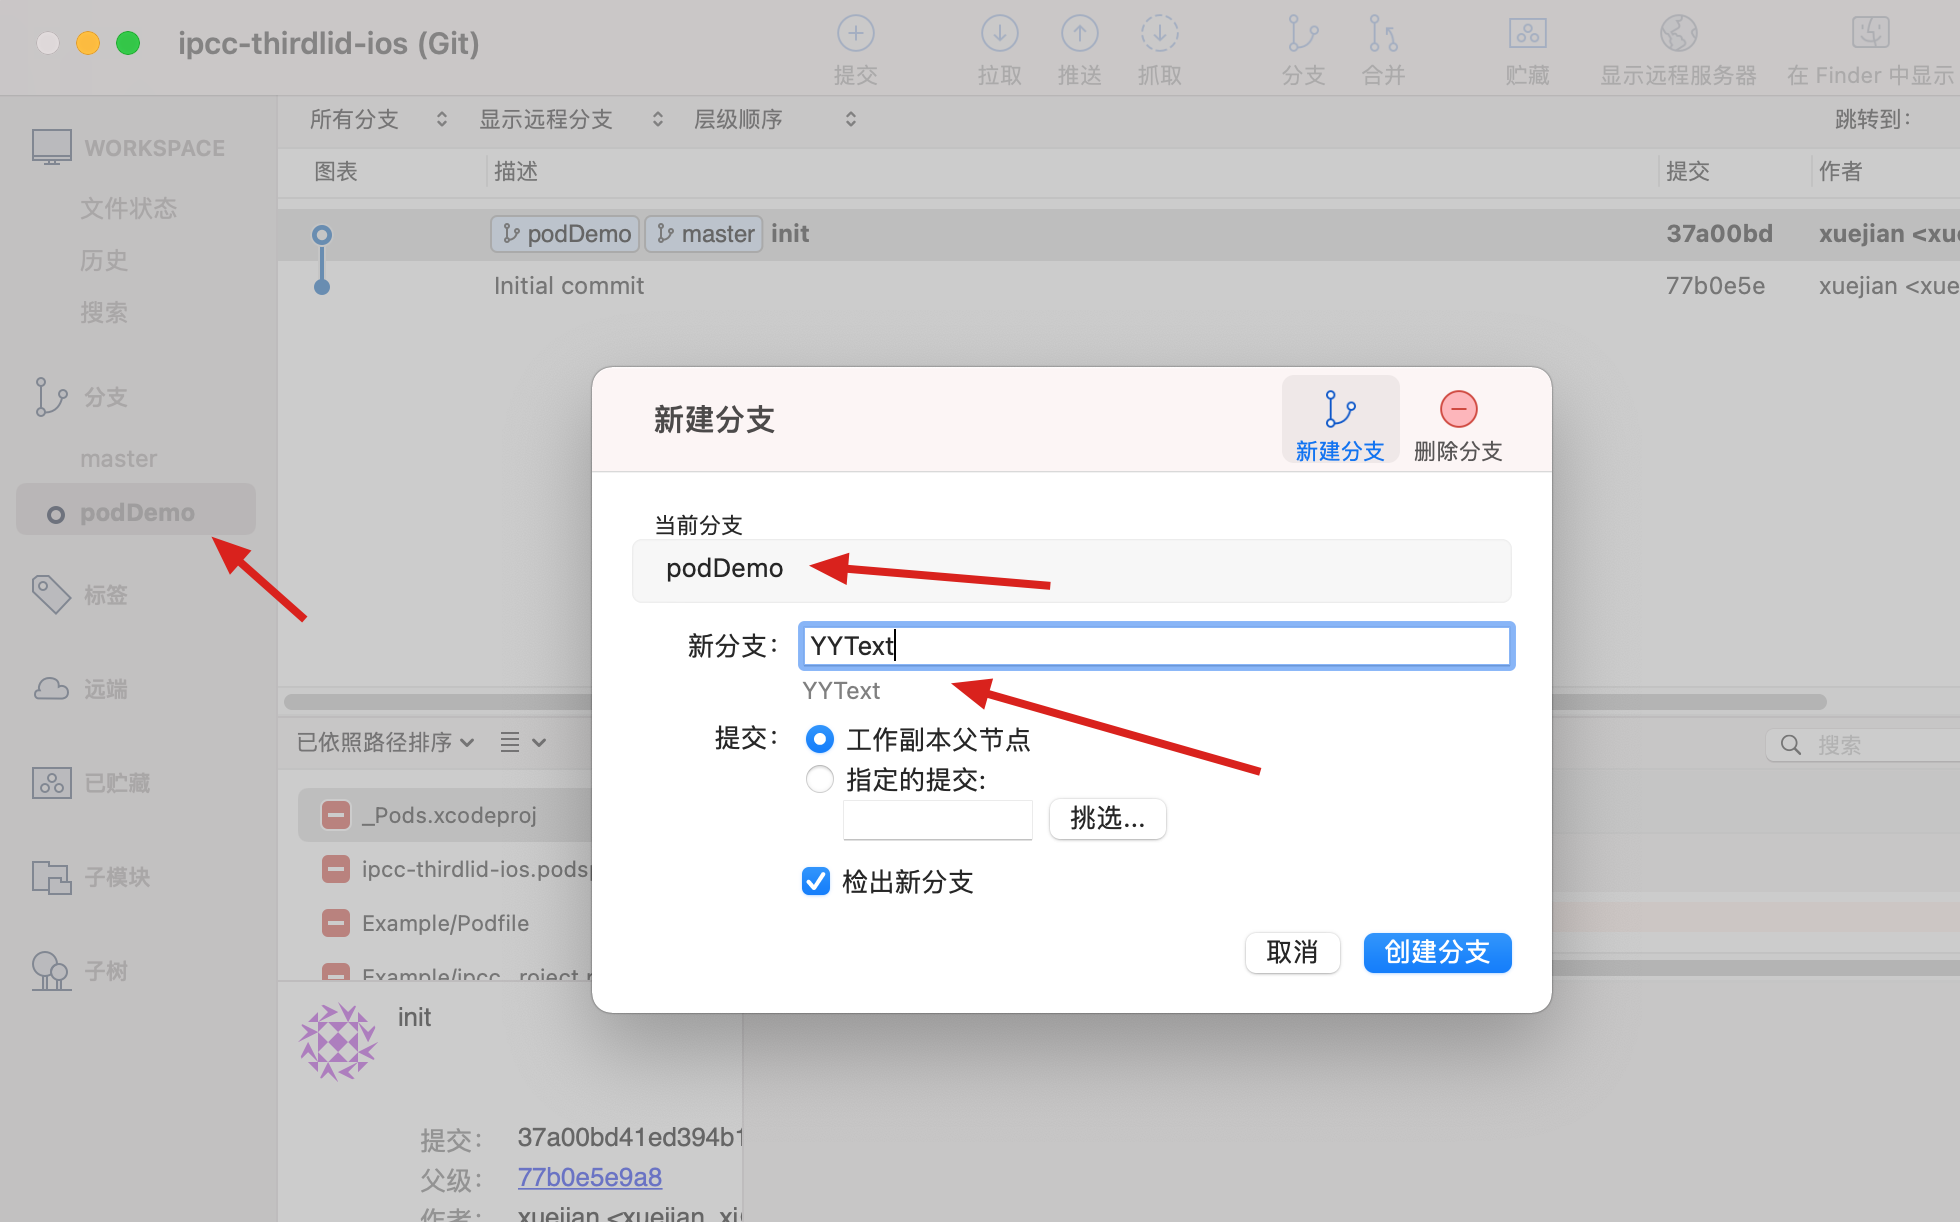 ipcc-thirdlid-ios (Git)
提交
拉取
推送
抓取
分支
合并
贮藏
显示远程服务器
在 Finder 中显示
所有分支
显示远程分支
层级顺序
跳转到：
WORKSPACE
文件状态
历史
搜索
分支
master
podDemo
标签
远端
已贮藏
子模块
子树
图表
描述
提交
作者
podDemo master init
37a00bd
xuejian <xue
Initial commit
77b0e5e
xuejian <xue
新建分支
新建分支
删除分支
当前分支
podDemo
新分支：
YYText
YYText
提交：
工作副本父节点
指定的提交:
挑选...
检出新分支
取消
创建分支
已依照路径排序
搜索
_Pods.xcodeproj
ipcc-thirdlid-ios.podsp
Example/Podfile
Example/ipcc...roject.p
init
提交：
37a00bd41ed394b1
父级：
77b0e5e9a8
作者：
xuejian <xuejian_xi